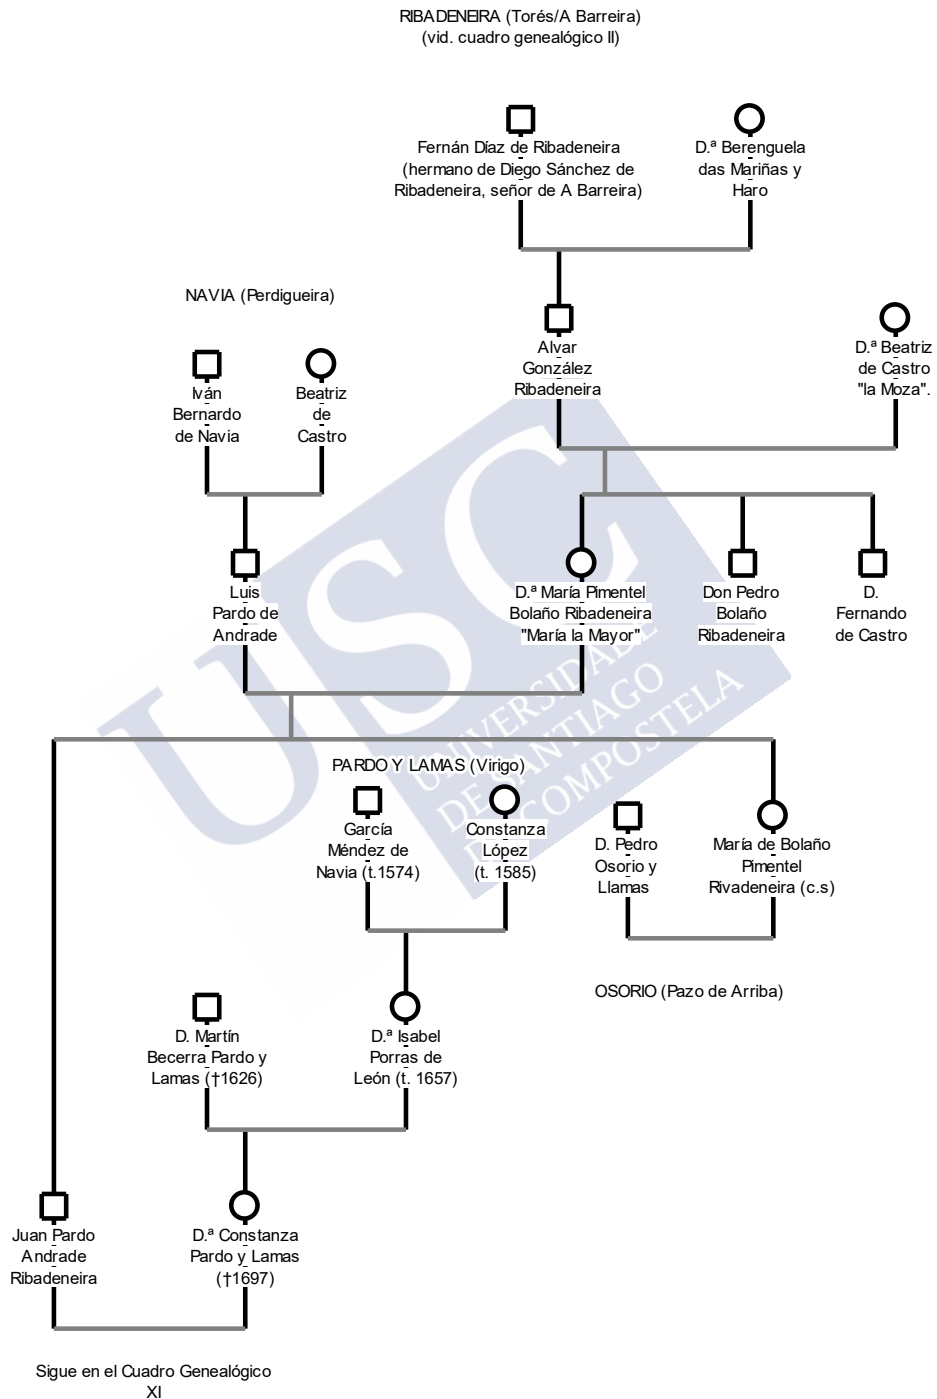 RIBADENEIRA (Torés/A Barreira)
(vid. cuadro genealógico II)
Fernán Díaz de Ribadeneira
(hermano de Diego Sánchez de
Ribadeneira, señor de A Barreira)
D.ª Berenguela
das Mariñas y
Haro
NAVIA (Perdigueira)
Alvar
González
Ribadeneira
D.ª Beatriz
de Castro
"la Moza".
Iván
Bernardo
de Navia
Beatriz
de
Castro
Luis
Pardo de
Andrade
D.ª María Pimentel
Bolaño Ribadeneira
"María la Mayor"
Don Pedro
Bolaño
Ribadeneira
D.
Fernando
de Castro
USC
UNIVERSIDADE
DE SANTIAGO
DE COMPOSTELA
PARDO Y LAMAS (Virigo)
García
Méndez de
Navia (t.1574)
Constanza
López
(t. 1585)
D. Pedro
Osorio y
Llamas
María de Bolaño
Pimentel
Rivadeneira (c.s)
OSORIO (Pazo de Arriba)
D. Martín
Becerra Pardo y
Lamas (†1626)
D.ª Isabel
Porras de
León (t. 1657)
Juan Pardo
Andrade
Ribadeneira
D.ª Constanza
Pardo y Lamas
(†1697)
Sigue en el Cuadro Genealógico
XI